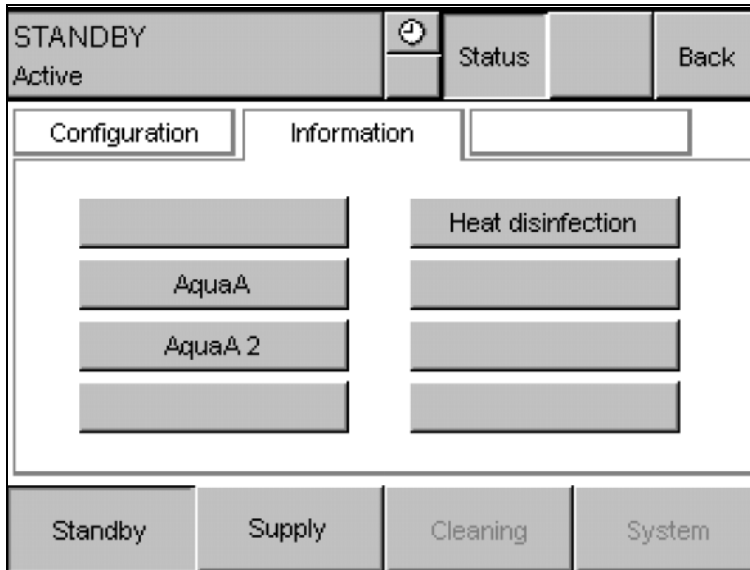 STANDBY
Active
Status
Back
Configuration
Information
Heat disinfection
AquaA
AquaA 2
Standby
Supply
Cleaning
System